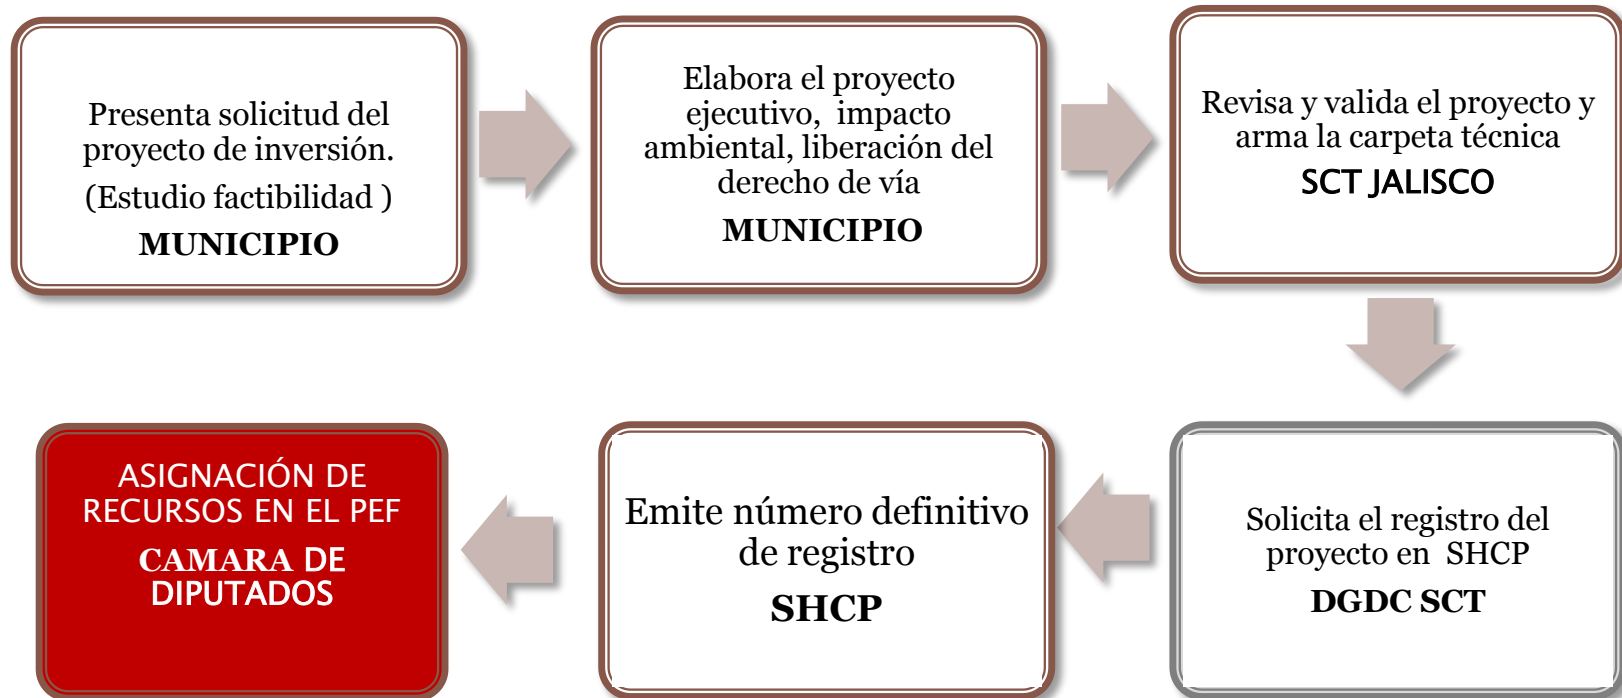 Presenta solicitud del
proyecto de inversión.
(Estudio factibilidad )
MUNICIPIO
Elabora el proyecto
ejecutivo, impacto
ambiental, liberación del
derecho de vía
MUNICIPIO
Revisa y valida el proyecto y
arma la carpeta técnica
SCT JALISCO
Solicita el registro del
proyecto en SHCP
DGDC SCT
Emite número definitivo
de registro
SHCP
ASIGNACIÓN DE
RECURSOS EN EL PEF
CAMARA DE
DIPUTADOS